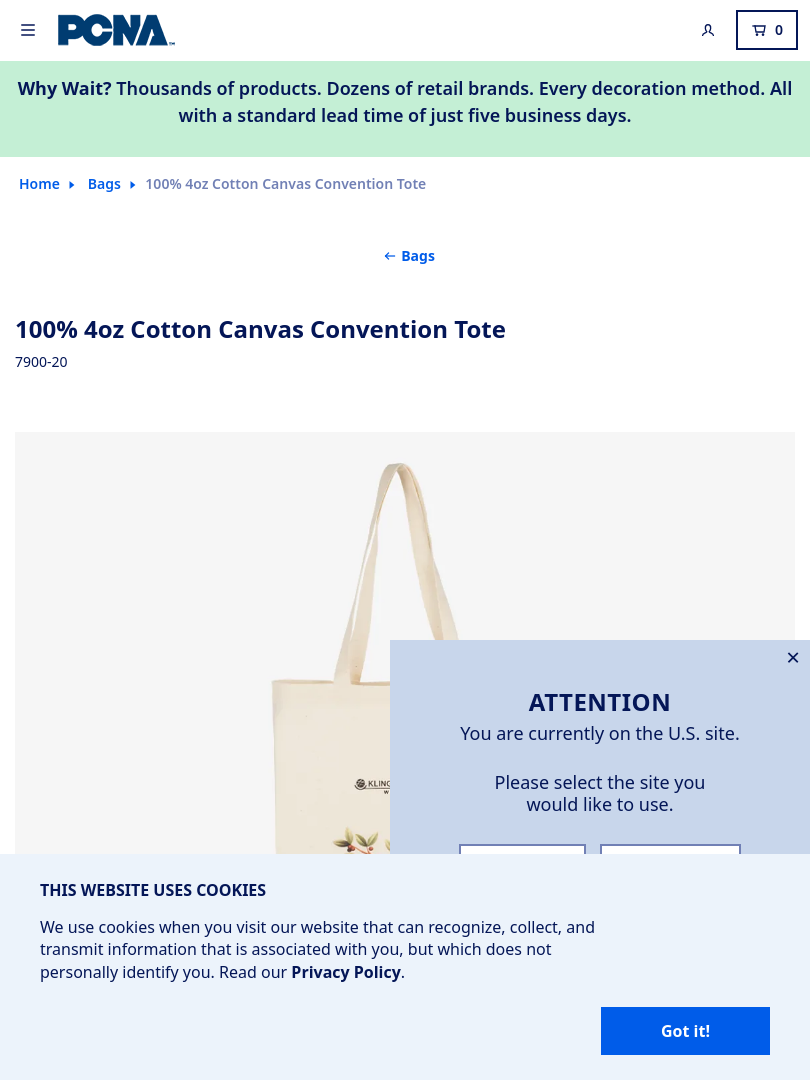 PCNA
0
Why Wait? Thousands of products. Dozens of retail brands. Every decoration method. All
with a standard lead time of just five business days.
Home
Bags
100% 4oz Cotton Canvas Convention Tote
Bags
100% 4oz Cotton Canvas Convention Tote
7900-20
ATTENTION
You are currently on the U.S. site.
Please select the site you
would like to use.
THIS WEBSITE USES COOKIES
We use cookies when you visit our website that can recognize, collect, and
transmit information that is associated with you, but which does not
personally identify you. Read our Privacy Policy.
Got it!